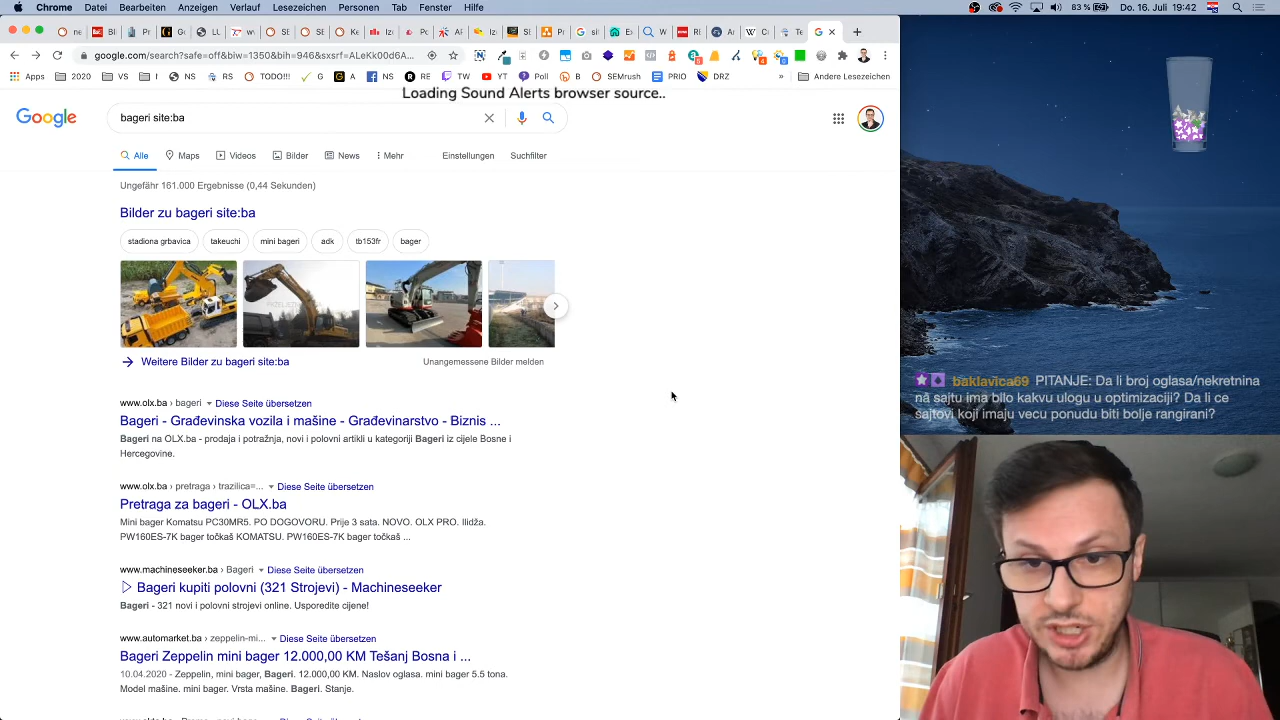 Chrome Datei Bearbeiten Anzeigen Verlauf Lesezeichen Personen Tab Fenster Hilfe 83 % Do. 16. Juli 19:42
google.com/search?safe=off&biw=1350&bih=946&sxsrf=ALeKk00d6A...
Apps 2020 VS I NS RS TODO!!! G A NS RE TW YT Poll B SEMrush PRIO DRZ » Andere Lesezeichen
Loading Sound Alerts browser source..
Google bageri site:ba
Alle Maps Videos Bilder News Mehr Einstellungen Suchfilter
Ungefähr 161.000 Ergebnisse (0,44 Sekunden)
Bilder zu bageri site:ba
stadiona grbavica takeuchi mini bageri adk tb153fr bager
Weitere Bilder zu bageri site:ba Unangemessene Bilder melden
www.olx.ba › bageri Diese Seite übersetzen
Bageri - Građevinska vozila i mašine - Građevinarstvo - Biznis ...
Bageri na OLX.ba - prodaja i potražnja, novi i polovni artikli u kategoriji Bageri iz cijele Bosne i
Hercegovine.
www.olx.ba › pretraga › trazilica=... Diese Seite übersetzen
Pretraga za bageri - OLX.ba
Mini bager Komatsu PC30MR5. PO DOGOVORU. Prije 3 sata. NOVO. OLX PRO. Ilidža.
PW160ES-7K bager točkaš KOMATSU. PW160ES-7K bager točkaš ...
www.machineseeker.ba › Bageri Diese Seite übersetzen
Bageri kupiti polovni (321 Strojevi) - Machineseeker
Bageri - 321 novi i polovni strojevi online. Usporedite cijene!
www.automarket.ba › zeppelin-mi... Diese Seite übersetzen
Bageri Zeppelin mini bager 12.000,00 KM Tešanj Bosna i ...
10.04.2020 - Zeppelin, mini bager, Bageri. 12.000,00 KM. Naslov oglasa. mini bager 5.5 tona.
Model mašine. mini bager. Vrsta mašine. Bageri. Stanje.
baklavica69 PITANJE: Da li broj oglasa/nekretnina
na sajtu ima bilo kakvu ulogu u optimizaciji? Da li ce
sajtovi koji imaju vecu ponudu biti bolje rangirani?